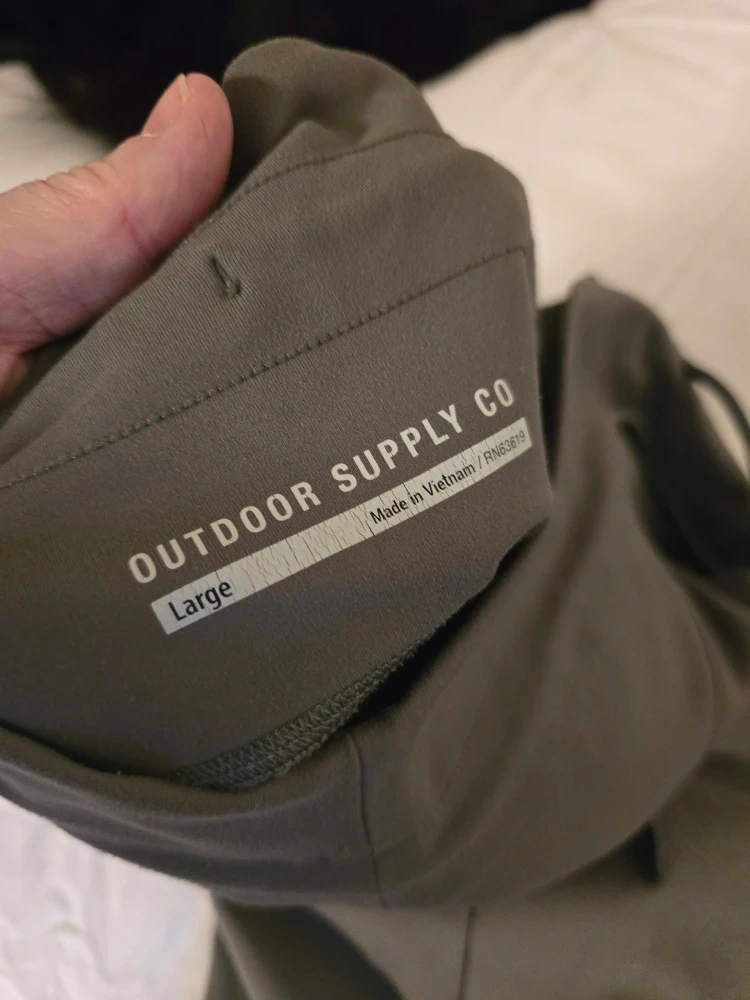 OUTDOOR SUPPLY CO
Large Made in Vietnam / RN63619